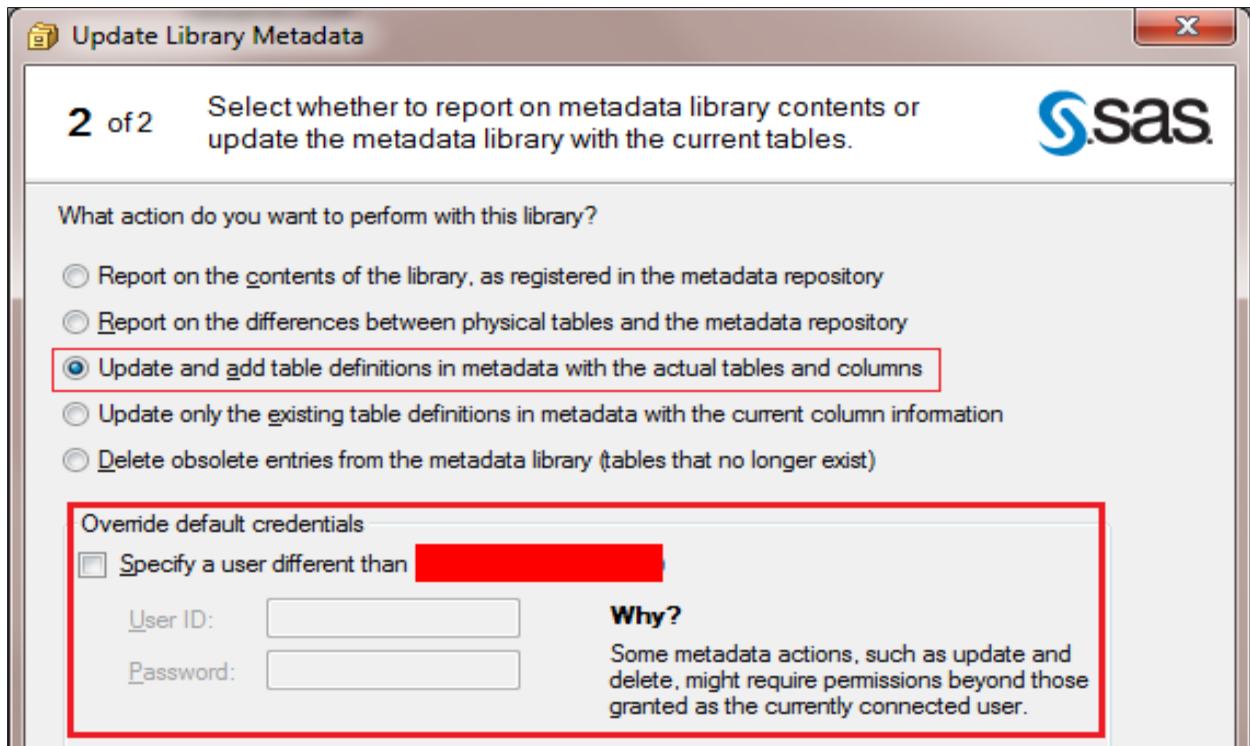 Update Library Metadata
2 of 2
Select whether to report on metadata library contents or
update the metadata library with the current tables.
sas
What action do you want to perform with this library?
Report on the contents of the library, as registered in the metadata repository
Report on the differences between physical tables and the metadata repository
Update and add table definitions in metadata with the actual tables and columns
Update only the existing table definitions in metadata with the current column information
Delete obsolete entries from the metadata library (tables that no longer exist)
Override default credentials
Specify a user different than
User ID:
Password:
Why?
Some metadata actions, such as update and
delete, might require permissions beyond those
granted as the currently connected user.